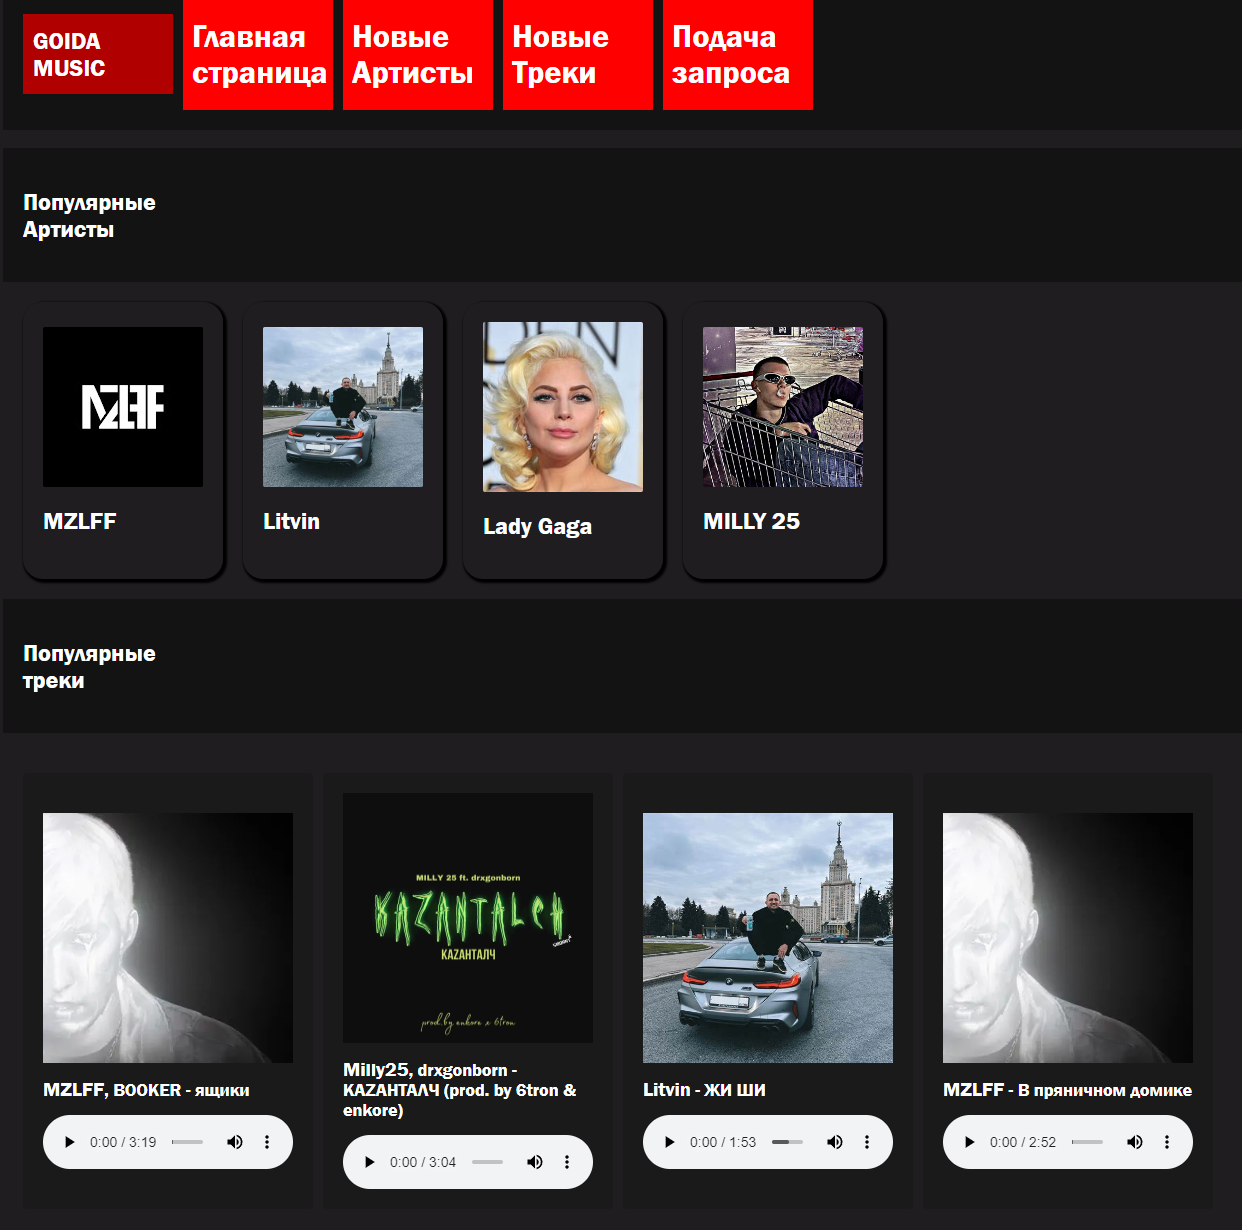 GOIDA
MUSIC
Главная
страница
Новые
Артисты
Новые
Треки
Подача
запроса
Популярные
Артисты
MZLFF
DEN
MZLFF
Litvin
Lady Gaga
MILLY 25
Популярные
треки
MILLY 25 ft. drxgonborn
KAZANTALCH
KAZАНТАЛЧ
prod. by enkore x 6tron
MZLFF, BOOKER - ящики
0:00 / 3:19
Milly25, drxgonborn -
KAZАНТАЛЧ (prod. by 6tron &
enkore)
0:00 / 3:04
Litvin - ЖИ ШИ
0:00 / 1:53
MZLFF - В пряничном домике
0:00 / 2:52